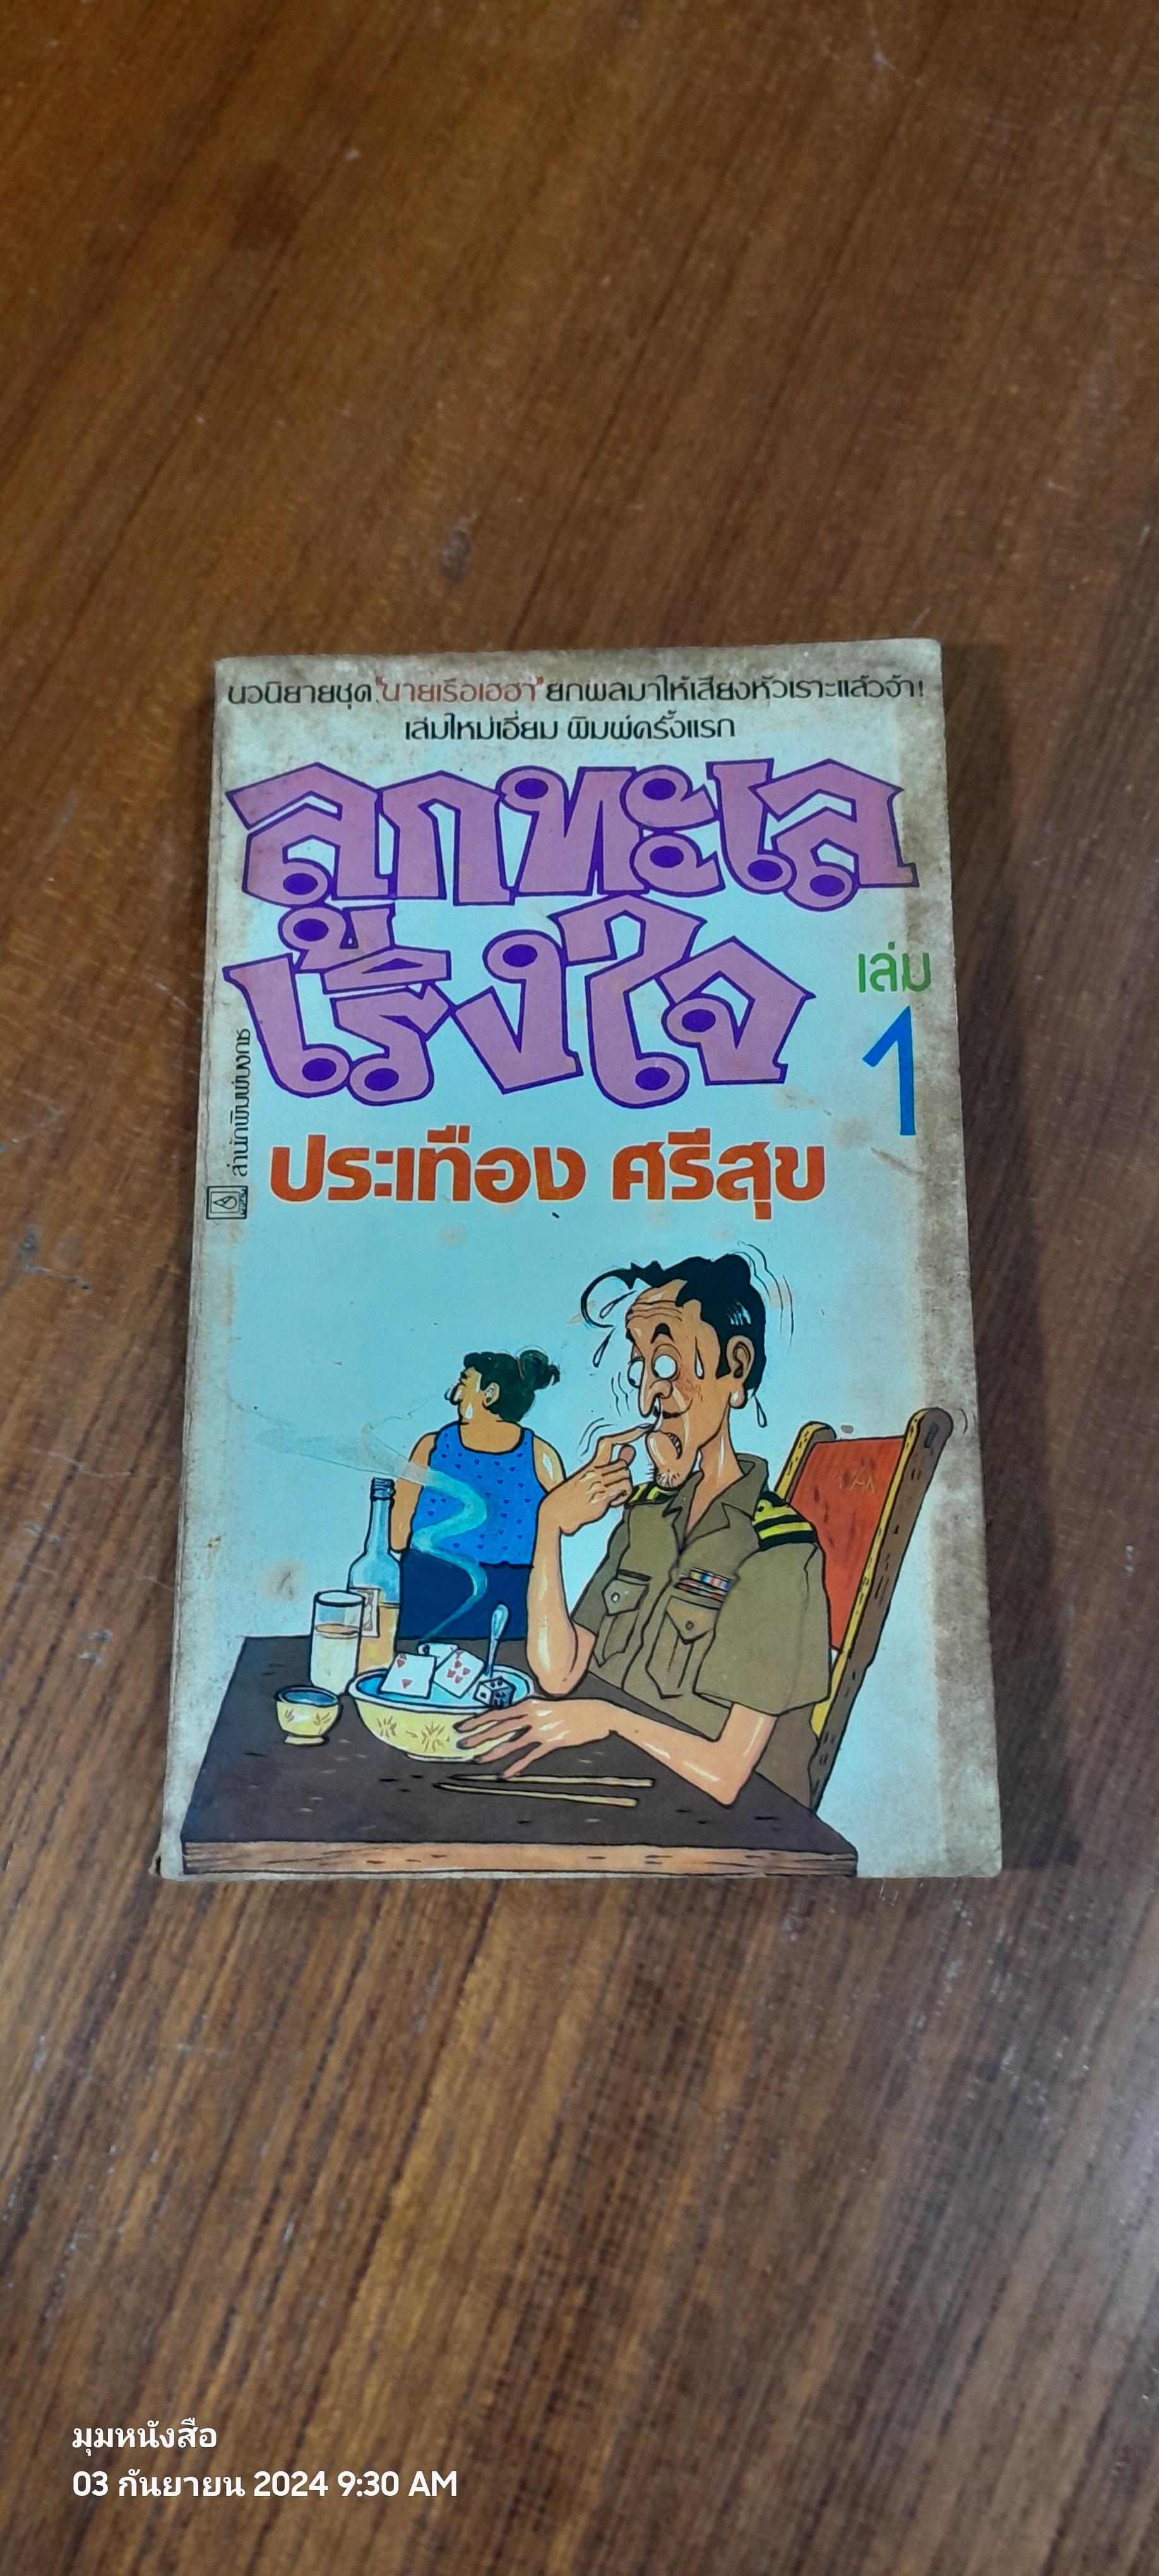 นวนิยายชุด "นายเรือเฮฮา" ยกพลมาให้เสียงหัวเราะแล้วจ้า!
เล่มใหม่เอี่ยม พิมพ์ครั้งแรก
ลูกทะเล
เริงใจ
เล่ม
1
สำนักพิมพ์บงกช
ประเทือง ศรีสุข
มุมหนังสือ
03 กันยายน 2024 9:30 AM